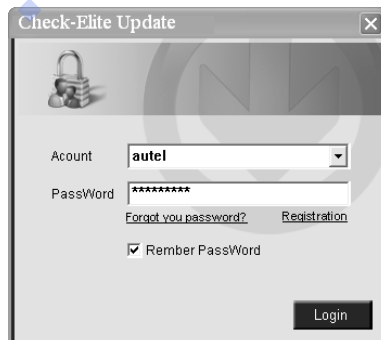 Check-Elite Update
Acount autel
PassWord *********
Forgot you password? Registration
Rember PassWord
Login